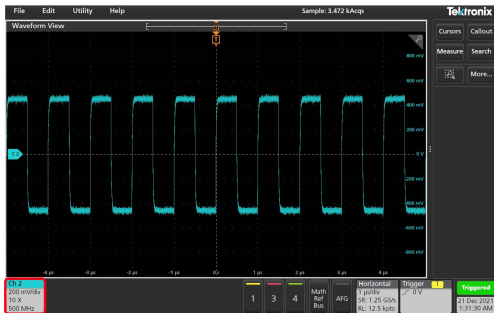 File Edit Utility Help Sample: 3.472 kAcqs Tektronix
Waveform View
Cursors Callout
Measure Search
More...
800 mV
600 mV
400 mV
200 mV
0 V
-200 mV
-400 mV
-600 mV
-800 mV
-4 µs -3 µs -2 µs -1 µs 0 s 1 µs 2 µs 3 µs 4 µs
Ch 2
200 mV/div
10 X
500 MHz
1 3 4
Math
Ref
Bus
AFG
Horizontal
1 µs/div
SR: 1.25 GS/s
RL: 12.5 kpts
Trigger 1
0 V
Triggered
21 Dec 2021
1:31:30 AM